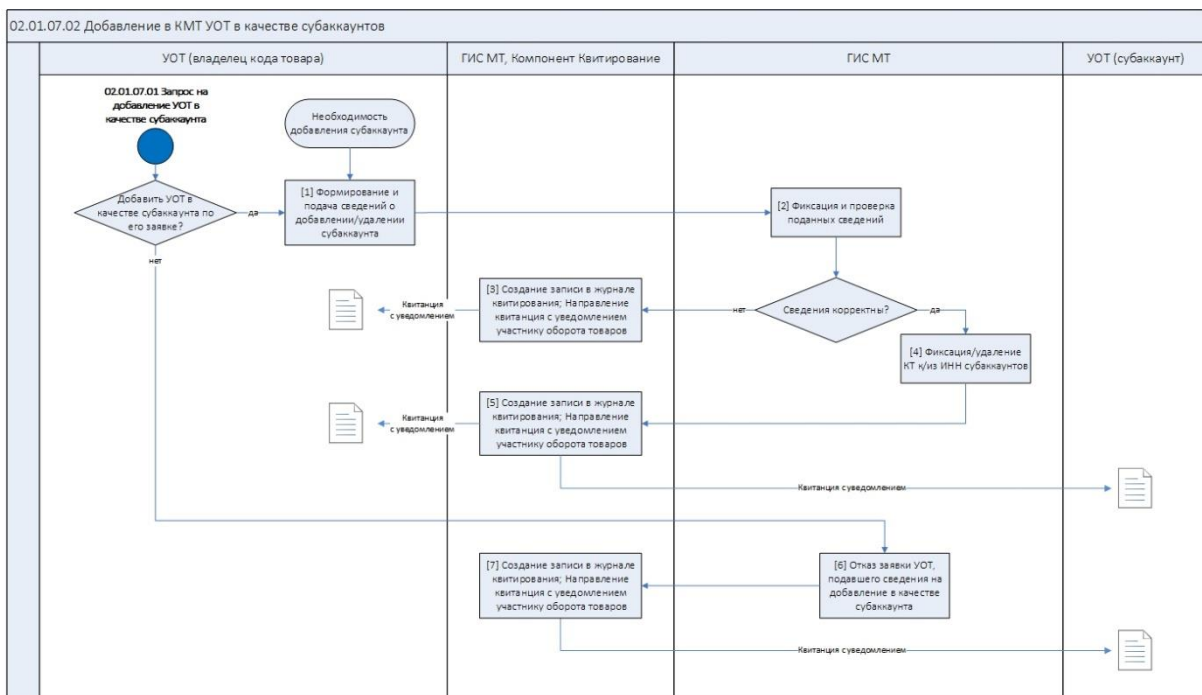 02.01.07.02 Добавление в КМТ УОТ в качестве субаккаунтов
УОТ (владелец кода товара)
ГИС МТ, Компонент Квитирование
ГИС МТ
УОТ (субаккаунт)
02.01.07.01 Запрос на
добавление УОТ в
качестве субаккаунта
Необходимость
добавления субаккаунта
Добавить УОТ в
качестве субаккаунта по
его заявке?
да
нет
[1] Формирование и
подача сведений о
добавлении/удалении
субаккаунта
[2] Фиксация и проверка
поданных сведений
Сведения корректны?
нет
да
[3] Создание записи в журнале
квитирования; Направление
квитанция с уведомлением
участнику оборота товаров
Квитанция
с уведомлением
[4] Фиксация/удаление
КТ к/из ИНН субаккаунтов
[5] Создание записи в журнале
квитирования; Направление
квитанция с уведомлением
участнику оборота товаров
Квитанция
с уведомлением
Квитанция с уведомлением
[6] Отказ заявки УОТ,
подавшего сведения на
добавление в качестве
субаккаунта
[7] Создание записи в журнале
квитирования; Направление
квитанция с уведомлением
участнику оборота товаров
Квитанция с уведомлением